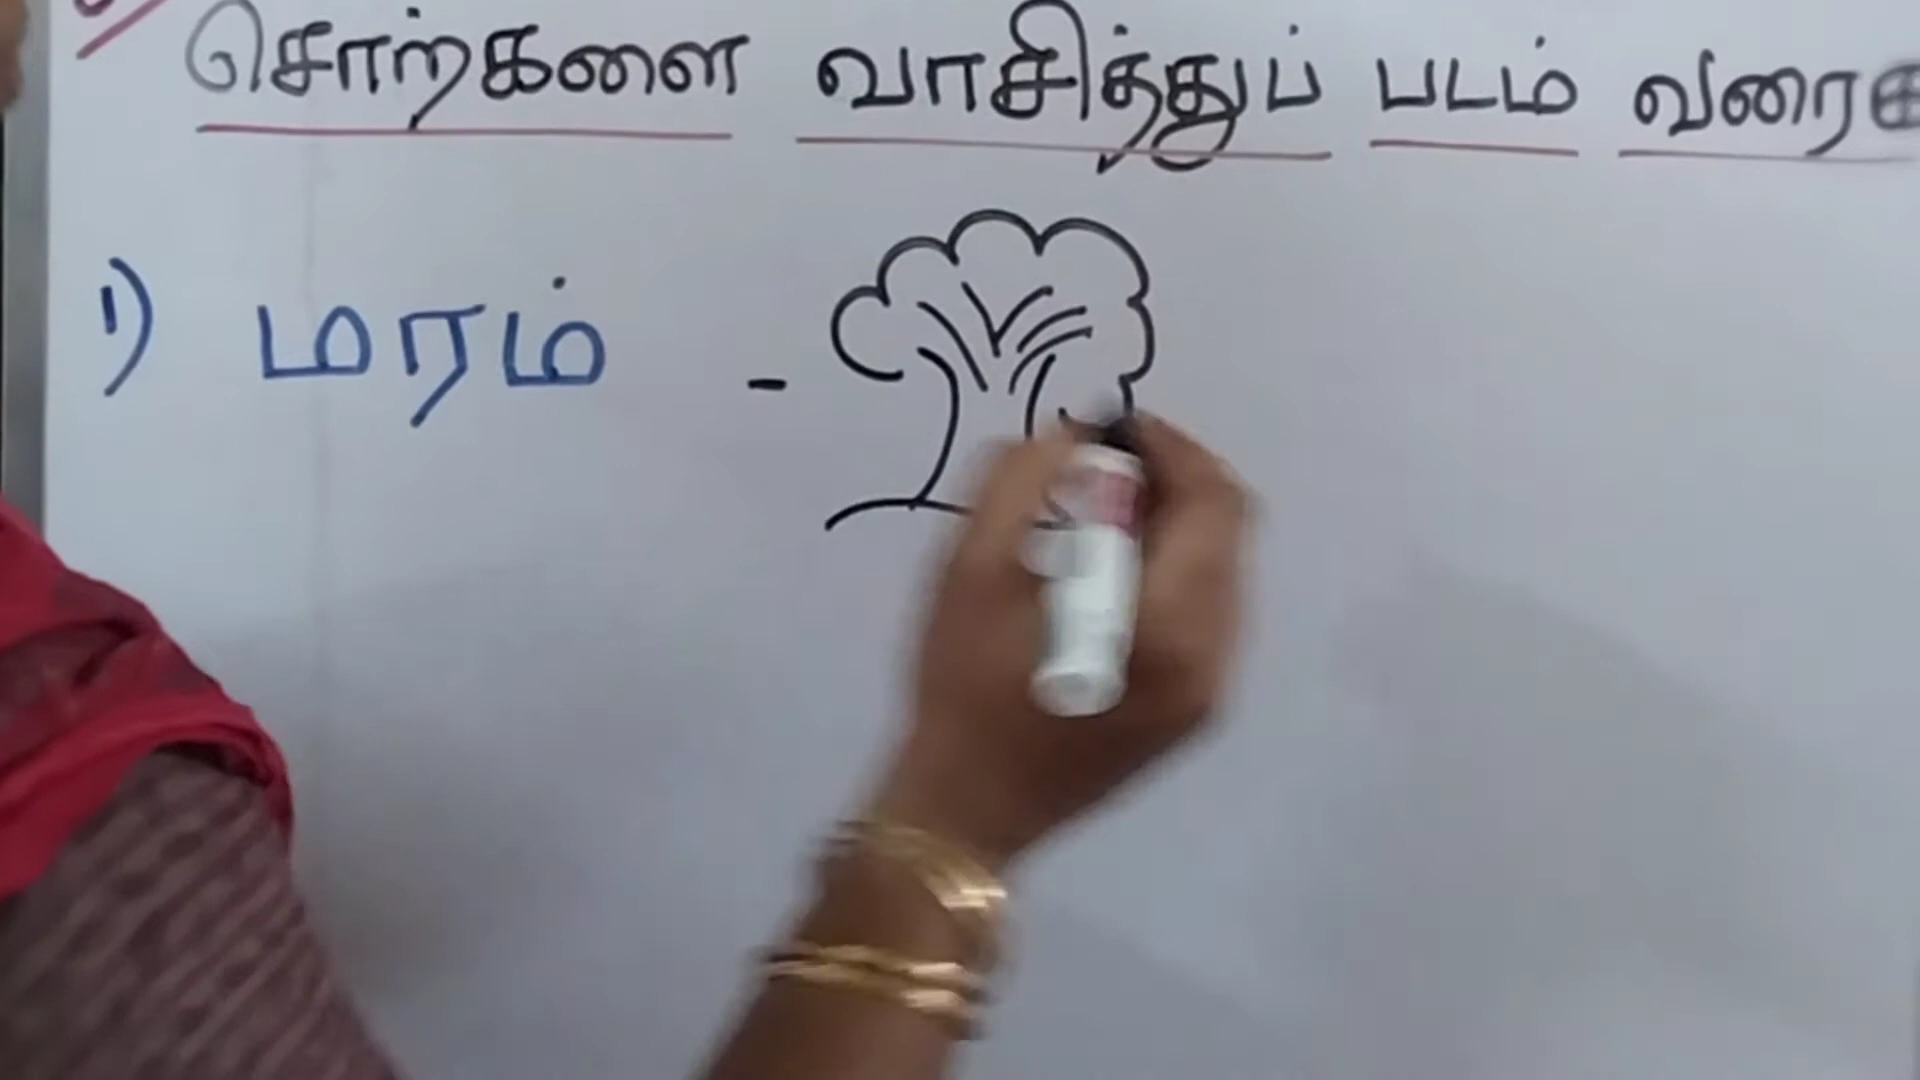 சொற்களை வாசித்துப் படம் வரைக
1) மரம் -